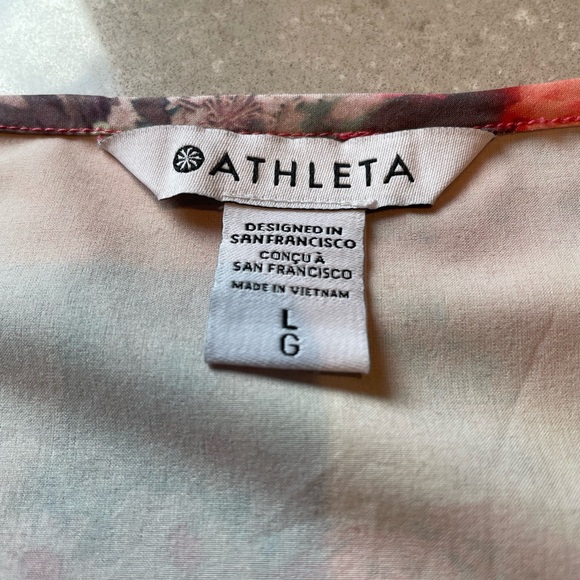 ATHLETA
DESIGNED IN
SAN FRANCISCO
CONÇU À
SAN FRANCISCO
MADE IN VIETNAM
L
G